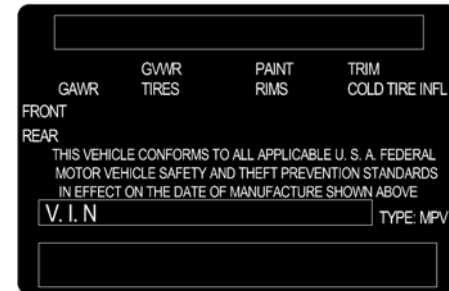 GVWR PAINT TRIM
GAWR TIRES RIMS COLD TIRE INFL
FRONT
REAR
THIS VEHICLE CONFORMS TO ALL APPLICABLE U. S. A. FEDERAL
MOTOR VEHICLE SAFETY AND THEFT PREVENTION STANDARDS
IN EFFECT ON THE DATE OF MANUFACTURE SHOWN ABOVE
V. I. N TYPE: MPV